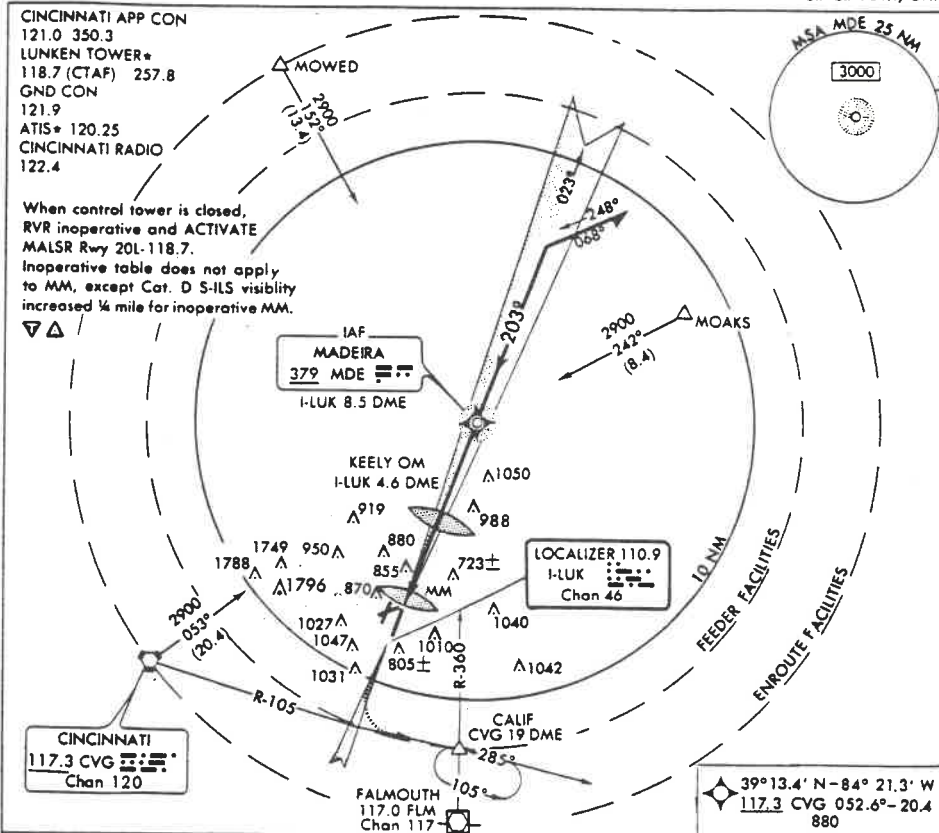 CINCINNATI APP CON
121.0 350.3
LUNKEN TOWER*
118.7 (CTAF) 257.8
GND CON
121.9
ATIS* 120.25
CINCINNATI RADIO
122.4
When control tower is closed,
RVR inoperative and ACTIVATE
MALSR Rwy 20L-118.7.
Inoperative table does not apply
to MM, except Cat. D S-ILS visiblity
increased ¼ mile for inoperative MM.
T A
MOWED
2900
152°
(13.4)
MSA MDE 25 NM
3000
023°
248°
068°
203°
MOAKS
2900
242°
(8.4)
IAF
MADEIRA
379 MDE
I-LUK 8.5 DME
KEELY OM
I-LUK 4.6 DME
1050
988
919
880
950
1749
1788
1796
855
870
723±
MM
LOCALIZER 110.9
I-LUK
Chan 46
10 NM
FEEDER FACILITIES
ENROUTE FACILITIES
1027
1047
1031
805±
1010
1040
1042
R-360
2900
053°
(20.4)
R-105
CINCINNATI
117.3 CVG
Chan 120
CALIF
CVG 19 DME
285°
105°
FALMOUTH
117.0 FLM
Chan 117
39°13.4' N-84° 21.3' W
117.3 CVG 052.6°-20.4
880